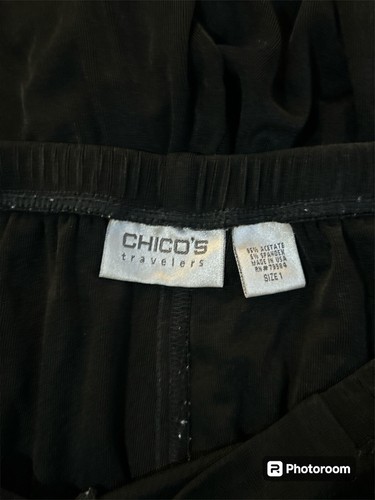 CHICO'S
travelers
95% ACETATE
5% SPANDEX
MADE IN USA
SIZE 1
Photoroom